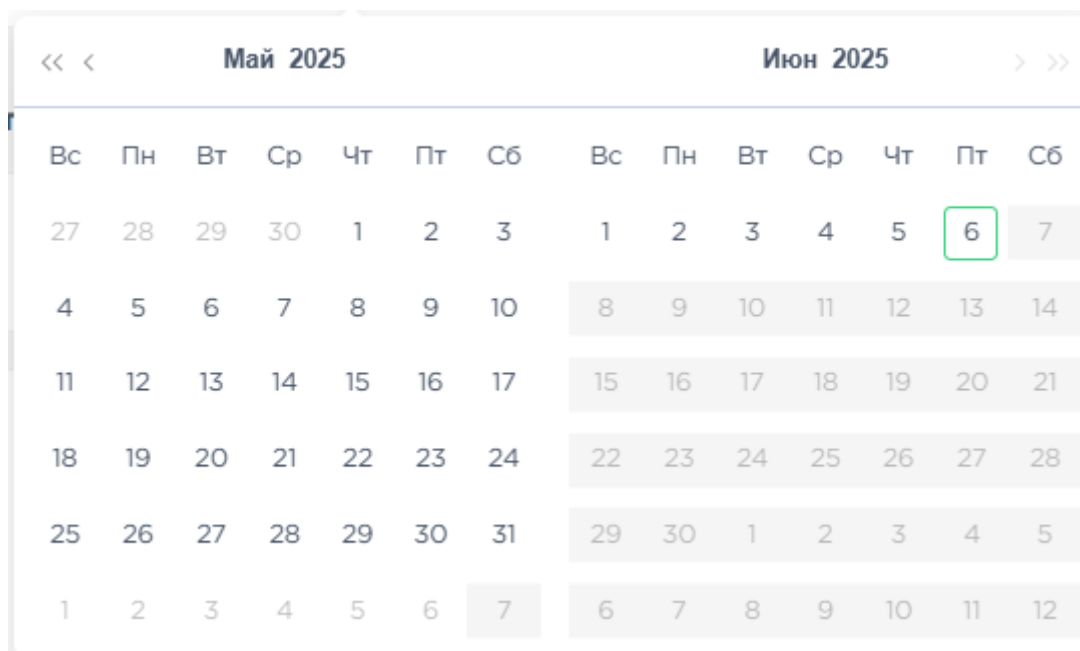 « < Май 2025 Июн 2025 > »
Вс Пн Вт Ср Чт Пт Сб Вс Пн Вт Ср Чт Пт Сб
27 28 29 30 1 2 3 1 2 3 4 5 6 7
4 5 6 7 8 9 10 8 9 10 11 12 13 14
11 12 13 14 15 16 17 15 16 17 18 19 20 21
18 19 20 21 22 23 24 22 23 24 25 26 27 28
25 26 27 28 29 30 31 29 30 1 2 3 4 5
1 2 3 4 5 6 7 6 7 8 9 10 11 12